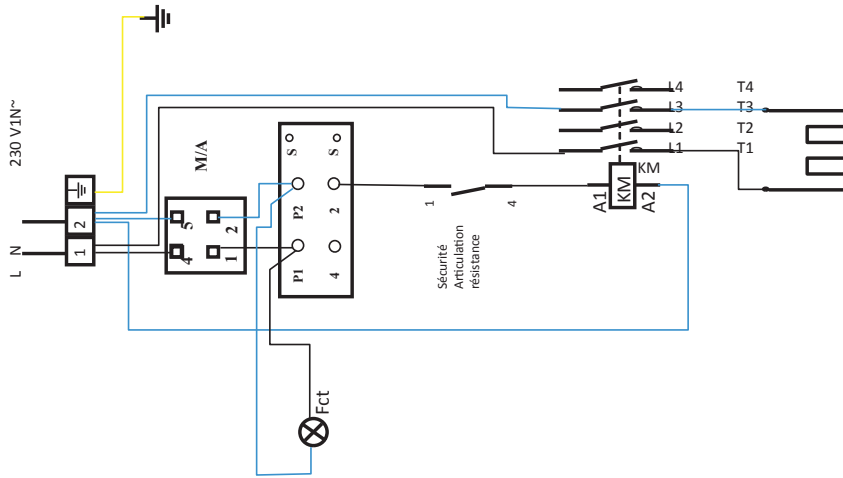 230 V1N~
L N
1
2
M/A
4
5
1
2
S
S
P2
2
P1
4
Fct
1
4
Sécurité
Articulation
résistance
L4
L3
L2
L1
T4
T3
T2
T1
KM
KM
A1
A2